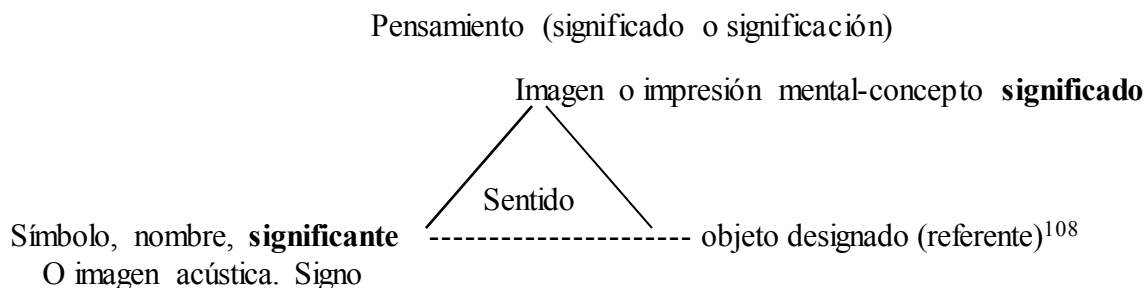 Pensamiento (significado o significación)
Imagen o impresión mental-concepto significado
Sentido
Símbolo, nombre, significante ----------------------- objeto designado (referente)108
O imagen acústica. Signo